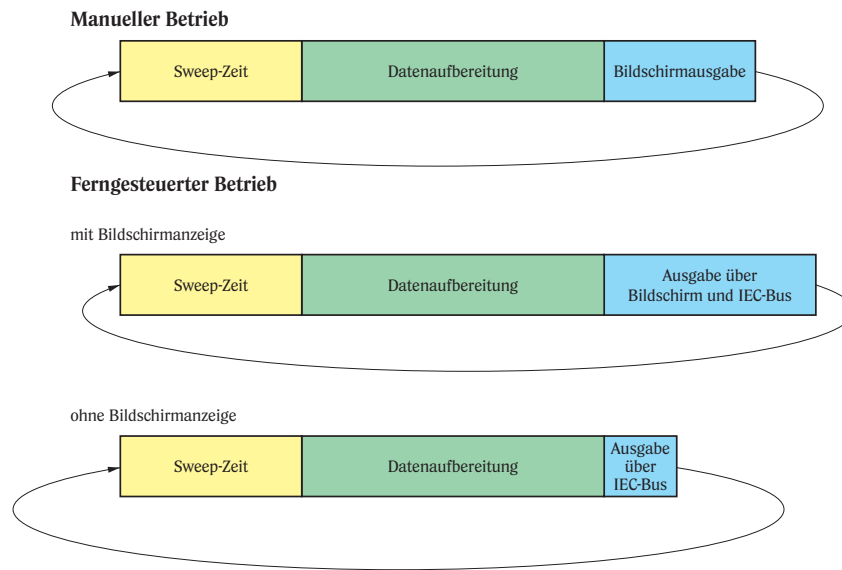 Manueller Betrieb
Sweep-Zeit
Datenaufbereitung
Bildschirmausgabe
Ferngesteuerter Betrieb
mit Bildschirmanzeige
Sweep-Zeit
Datenaufbereitung
Ausgabe über
Bildschirm und IEC-Bus
ohne Bildschirmanzeige
Sweep-Zeit
Datenaufbereitung
Ausgabe
über
IEC-Bus